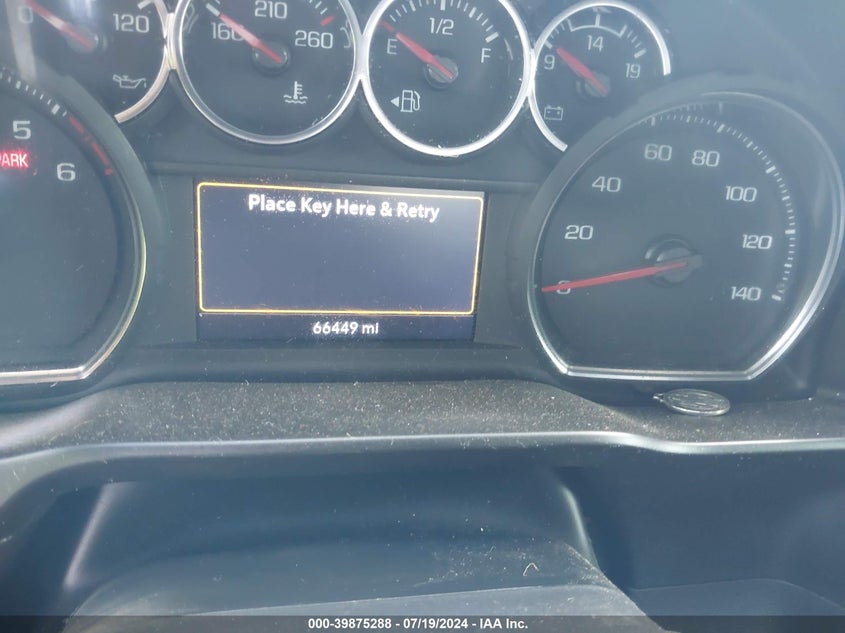 0 120
160 210 260
E 1/2 F
9 14 19
5
PARK
6
Place Key Here & Retry
66449 mi
0 20 40 60 80 100 120 140
000-39875288 - 07/19/2024 - IAA Inc.